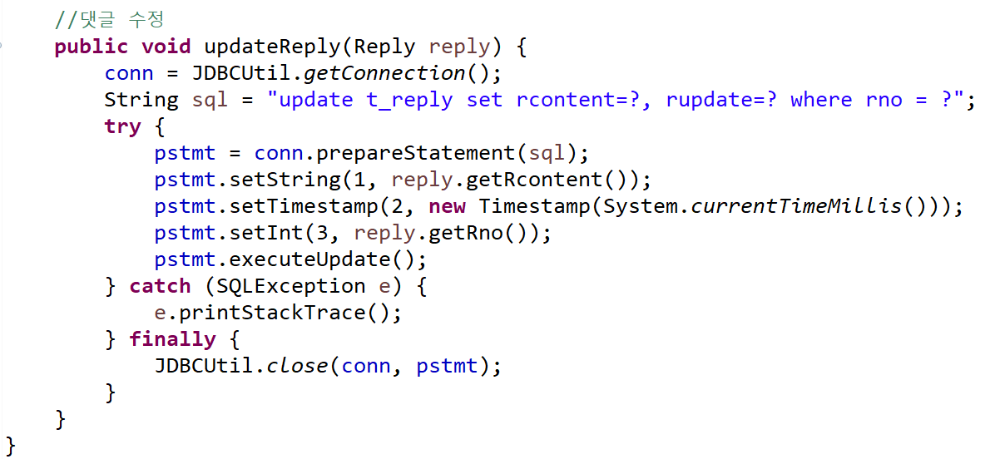 //댓글 수정
public void updateReply(Reply reply) {
conn = JDBCUtil.getConnection();
String sql = "update t_reply set rcontent=?, rupdate=? where rno = ?";
try {
pstmt = conn.prepareStatement(sql);
pstmt.setString(1, reply.getRcontent());
pstmt.setTimestamp(2, new Timestamp(System.currentTimeMillis()));
pstmt.setInt(3, reply.getRno());
pstmt.executeUpdate();
} catch (SQLException e) {
e.printStackTrace();
} finally {
JDBCUtil.close(conn, pstmt);
}
}
}